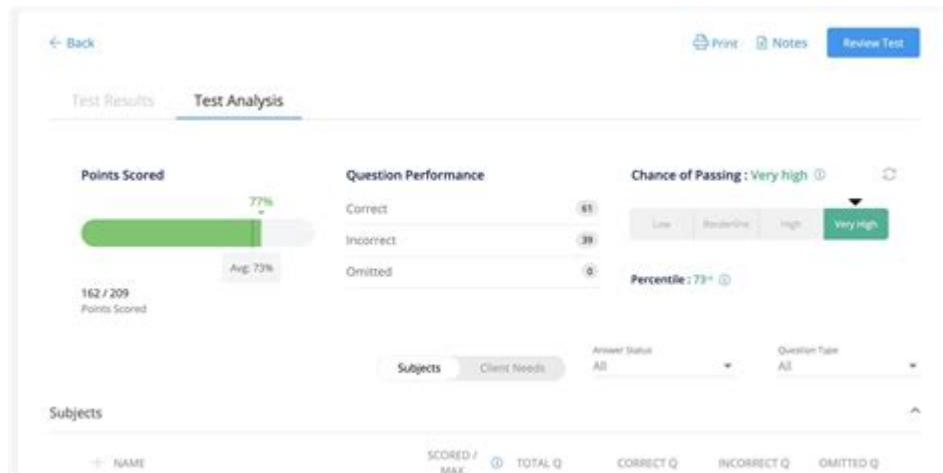 ← Back
Print
Notes
Review Test
Test Results
Test Analysis
Points Scored
77%
Avg: 73%
162 / 209
Points Scored
Question Performance
Correct 61
Incorrect 39
Omitted 0
Chance of Passing : Very high
Low Borderline High Very High
Percentile : 73rd
Subjects
Client Needs
Answer Status
All
Question Type
All
Subjects
+ NAME
SCORED /
MAX
TOTAL Q
CORRECT Q
INCORRECT Q
OMITTED Q